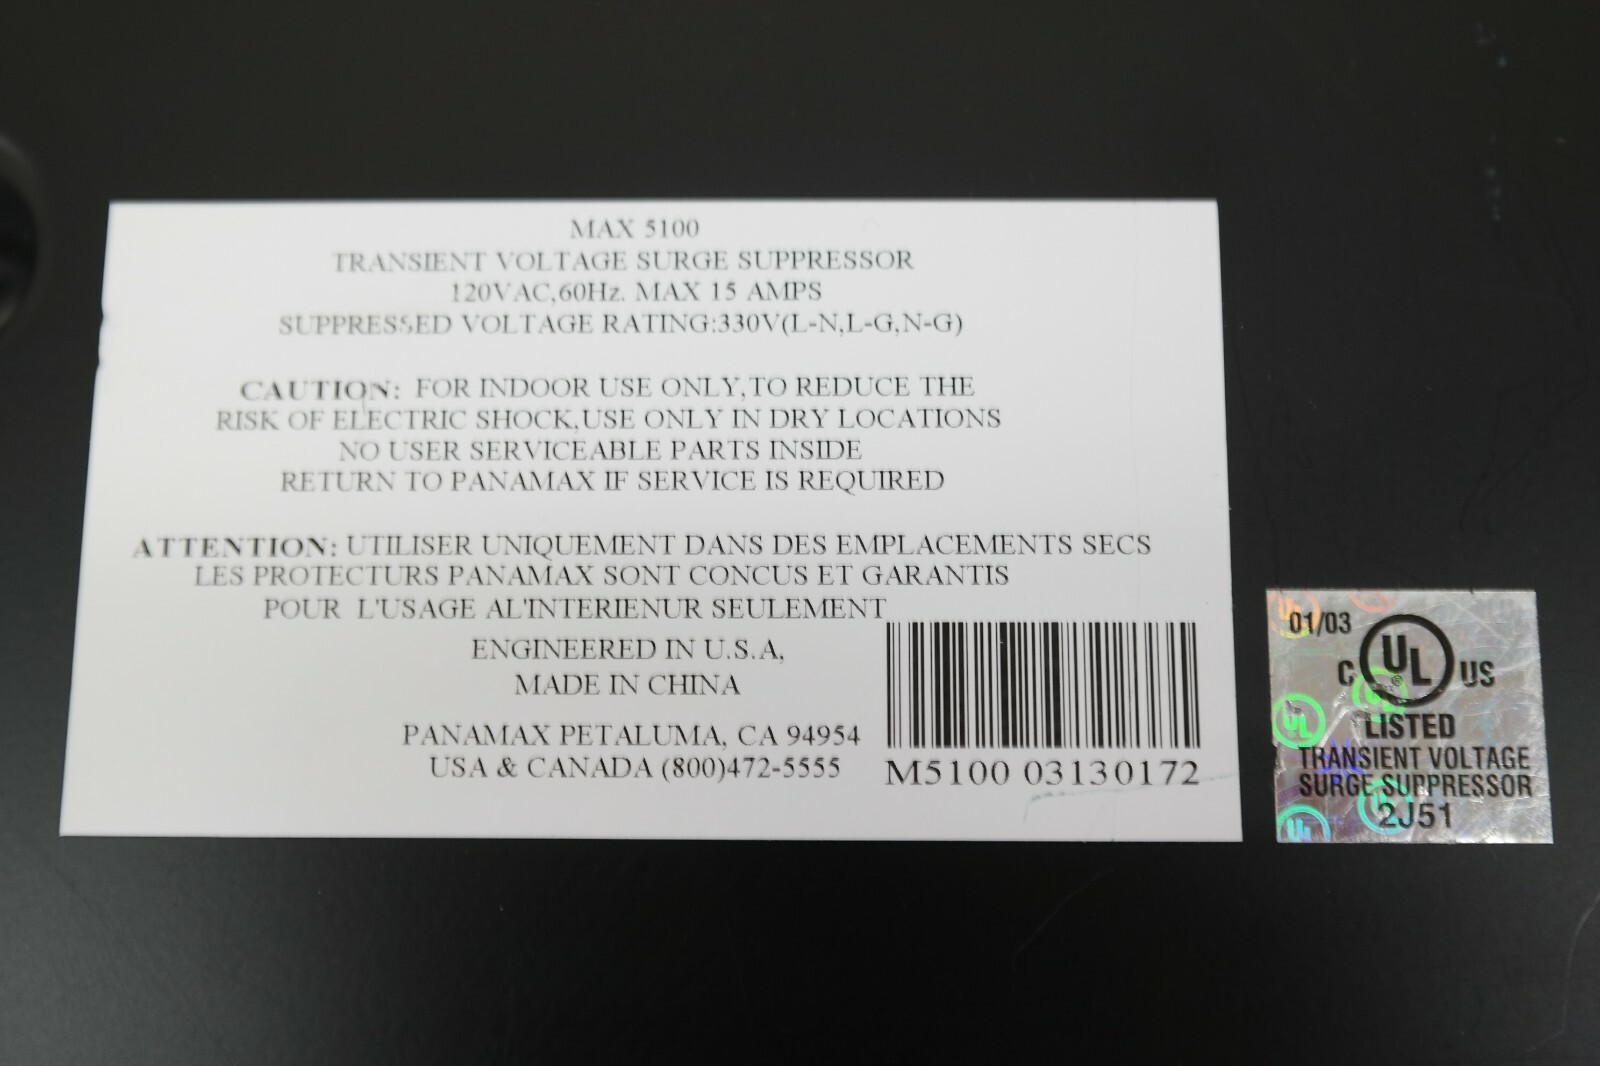 MAX 5100
TRANSIENT VOLTAGE SURGE SUPPRESSOR
120VAC,60Hz. MAX 15 AMPS
SUPPRESSED VOLTAGE RATING:330V(L-N,L-G,N-G)
CAUTION: FOR INDOOR USE ONLY,TO REDUCE THE
RISK OF ELECTRIC SHOCK,USE ONLY IN DRY LOCATIONS
NO USER SERVICEABLE PARTS INSIDE
RETURN TO PANAMAX IF SERVICE IS REQUIRED
ATTENTION: UTILISER UNIQUEMENT DANS DES EMPLACEMENTS SECS
LES PROTECTURS PANAMAX SONT CONCUS ET GARANTIS
POUR L'USAGE AL'INTERIENUR SEULEMENT
ENGINEERED IN U.S.A,
MADE IN CHINA
PANAMAX PETALUMA, CA 94954
USA & CANADA (800)472-5555
M5100 03130172
01/03
C UL® US
LISTED
TRANSIENT VOLTAGE
SURGE SUPPRESSOR
2J51